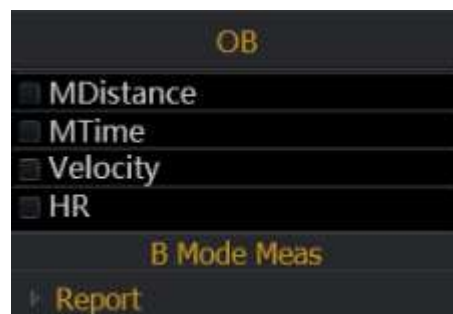 OB
MDistance
MTime
Velocity
HR
B Mode Meas
Report